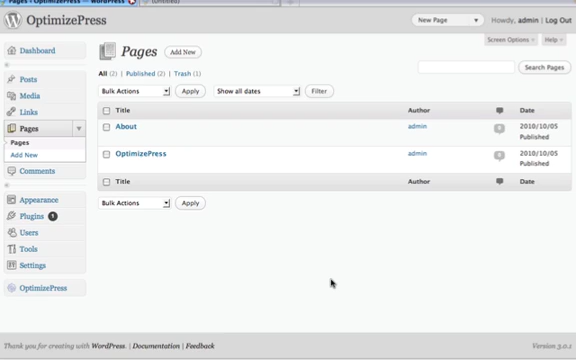 Pages ‹ OptimizePress — WordPress
(Untitled)
OptimizePress
New Page
Howdy, admin | Log Out
Screen Options
Help
Dashboard
Posts
Media
Links
Pages
Pages
Add New
Comments
Appearance
Plugins 1
Users
Tools
Settings
OptimizePress
Pages
Add New
All (2) | Published (2) | Trash (1)
Search Pages
Bulk Actions
Apply
Show all dates
Filter
Title Author Date
About admin 2010/10/05
Published
OptimizePress admin 2010/10/05
Published
Title Author Date
Bulk Actions
Apply
Thank you for creating with WordPress. | Documentation | Feedback
Version 3.0.1